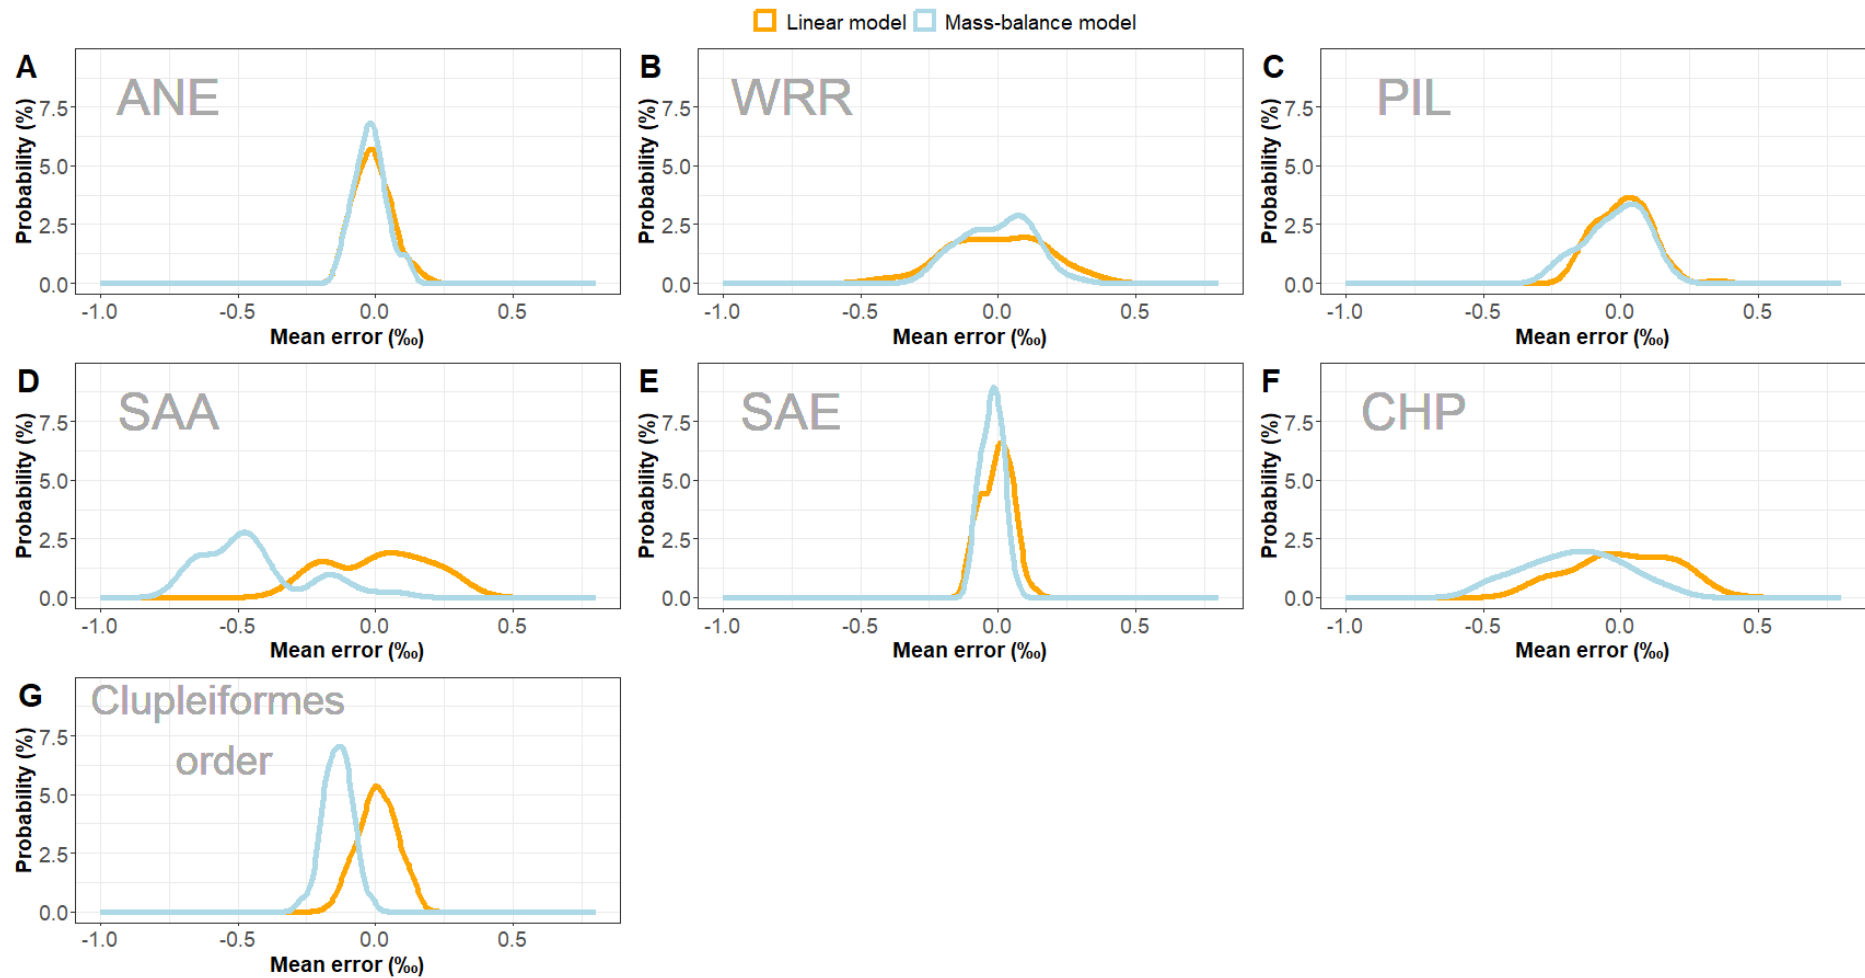 Linear model Mass-balance model
A
ANE
Probability (%)
7.5
5.0
2.5
0.0
-1.0 -0.5 0.0 0.5
Mean error (‰)
B
WRR
Probability (%)
7.5
5.0
2.5
0.0
-1.0 -0.5 0.0 0.5
Mean error (‰)
C
PIL
Probability (%)
7.5
5.0
2.5
0.0
-1.0 -0.5 0.0 0.5
Mean error (‰)
D
SAA
Probability (%)
7.5
5.0
2.5
0.0
-1.0 -0.5 0.0 0.5
Mean error (‰)
E
SAE
Probability (%)
7.5
5.0
2.5
0.0
-1.0 -0.5 0.0 0.5
Mean error (‰)
F
CHP
Probability (%)
7.5
5.0
2.5
0.0
-1.0 -0.5 0.0 0.5
Mean error (‰)
G
Clupleiformes
order
Probability (%)
7.5
5.0
2.5
0.0
-1.0 -0.5 0.0 0.5
Mean error (‰)